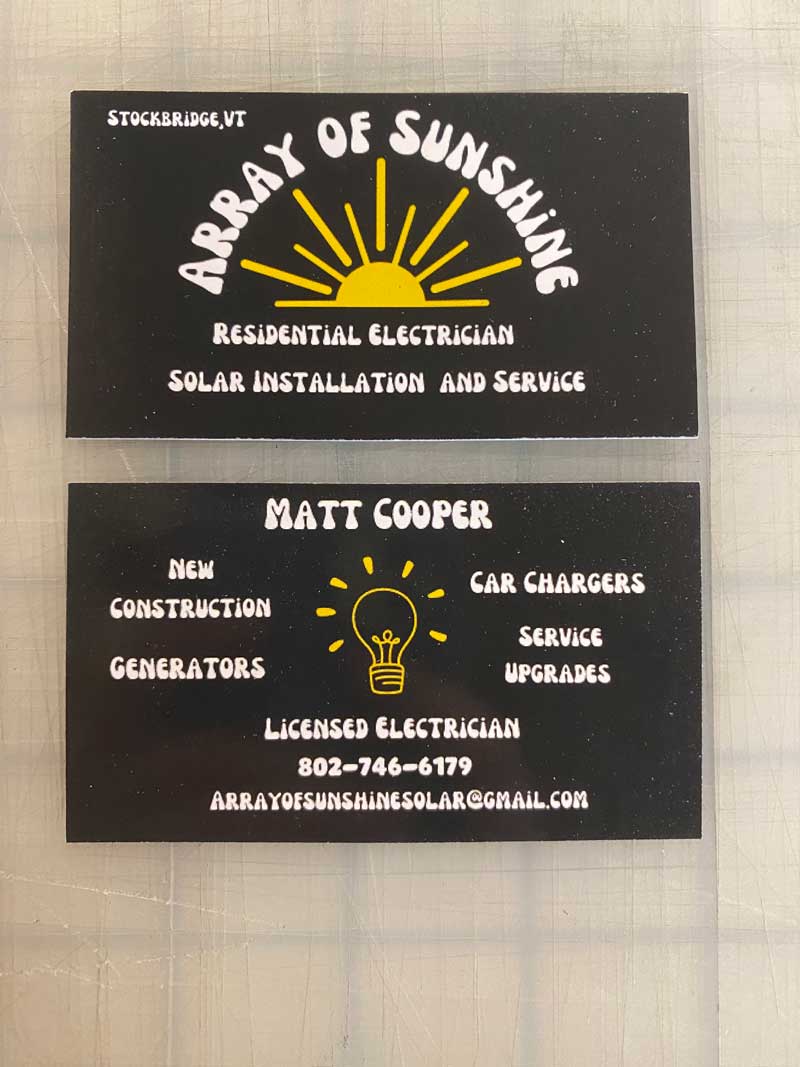 Stockbridge,VT
Array of Sunshine
Residential Electrician
Solar Installation and Service
Matt Cooper
New
Construction
Generators
Car Chargers
Service
Upgrades
Licensed Electrician
802-746-6179
Arrayofsunshinesolar@gmail.com